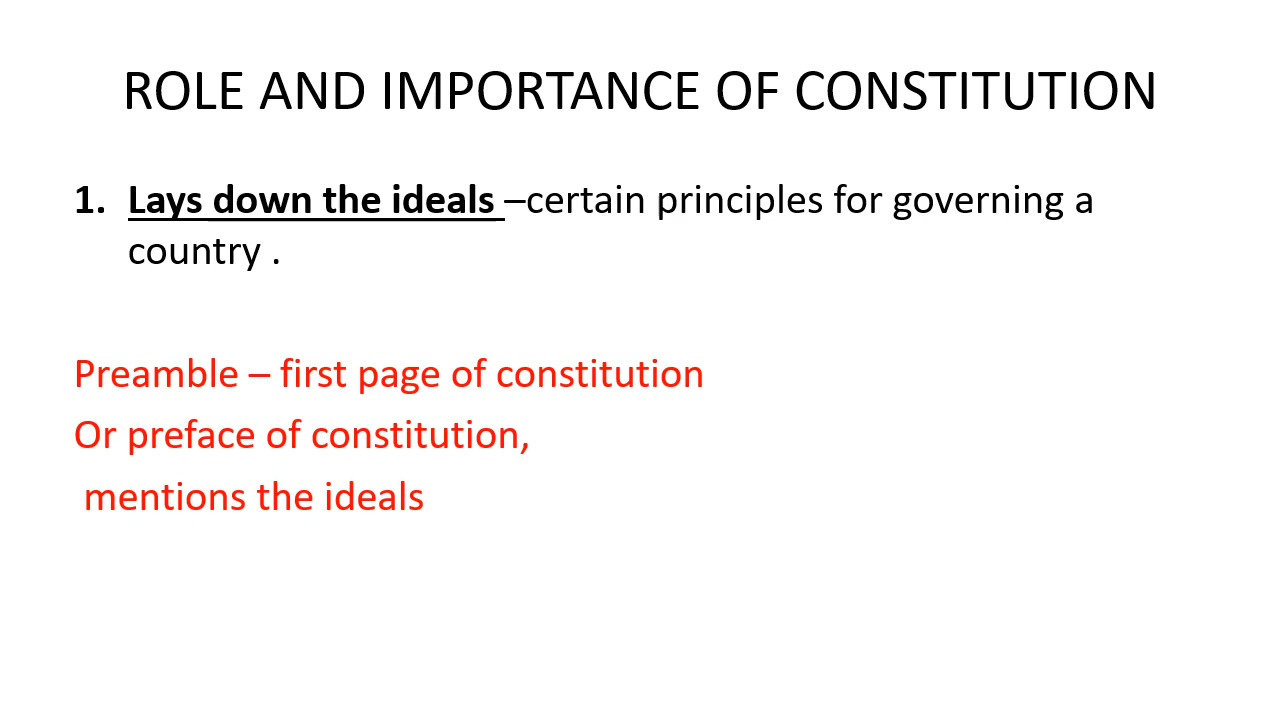 ROLE AND IMPORTANCE OF CONSTITUTION
1. Lays down the ideals –certain principles for governing a
country .
Preamble – first page of constitution
Or preface of constitution,
mentions the ideals